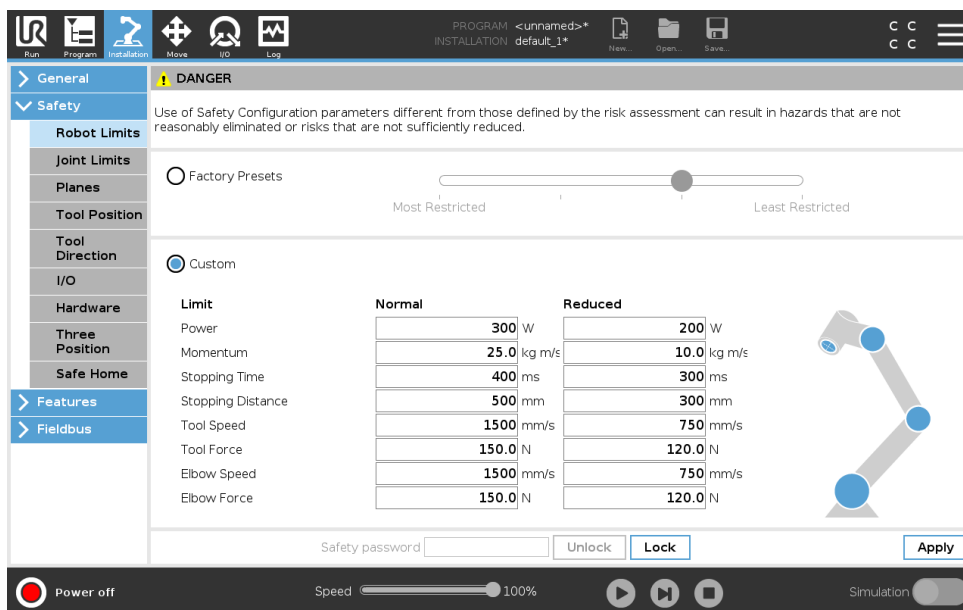 PROGRAM <unnamed>*
INSTALLATION default_1*
UR
Run Program Installation Move I/O Log New... Open... Save...
C C
C C
General
Safety
Robot Limits
Joint Limits
Planes
Tool Position
Tool
Direction
I/O
Hardware
Three
Position
Safe Home
Features
Fieldbus
DANGER
Use of Safety Configuration parameters different from those defined by the risk assessment can result in hazards that are not
reasonably eliminated or risks that are not sufficiently reduced.
Factory Presets
Most Restricted Least Restricted
Custom
Limit Normal Reduced
Power 300 W 200 W
Momentum 25.0 kg m/s 10.0 kg m/s
Stopping Time 400 ms 300 ms
Stopping Distance 500 mm 300 mm
Tool Speed 1500 mm/s 750 mm/s
Tool Force 150.0 N 120.0 N
Elbow Speed 1500 mm/s 750 mm/s
Elbow Force 150.0 N 120.0 N
Safety password Unlock Lock Apply
Power off Speed 100% Simulation